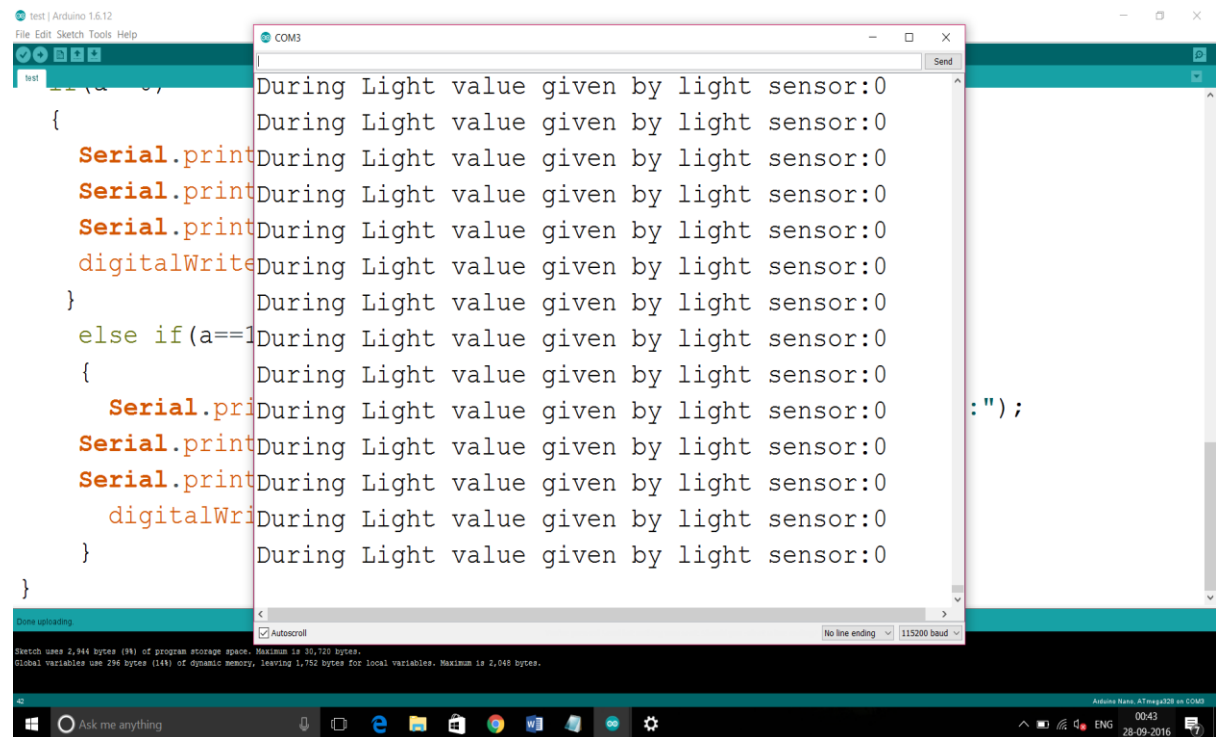 test | Arduino 1.6.12
File Edit Sketch Tools Help
test
{
Serial.print
Serial.print
Serial.print
digitalWrite
}
else if(a==1
{
Serial.pri
:");
Serial.print
Serial.print
digitalWri
}
}
COM3
Send
During Light value given by light sensor:0
During Light value given by light sensor:0
During Light value given by light sensor:0
During Light value given by light sensor:0
During Light value given by light sensor:0
During Light value given by light sensor:0
During Light value given by light sensor:0
During Light value given by light sensor:0
During Light value given by light sensor:0
During Light value given by light sensor:0
During Light value given by light sensor:0
During Light value given by light sensor:0
During Light value given by light sensor:0
During Light value given by light sensor:0
Autoscroll
No line ending
115200 baud
Done uploading.
Sketch uses 2,944 bytes (9%) of program storage space. Maximum is 30,720 bytes.
Global variables use 296 bytes (14%) of dynamic memory, leaving 1,752 bytes for local variables. Maximum is 2,048 bytes.
42
Arduino Nano, ATmega328 on COM3
Ask me anything
ENG
00:43
28-09-2016